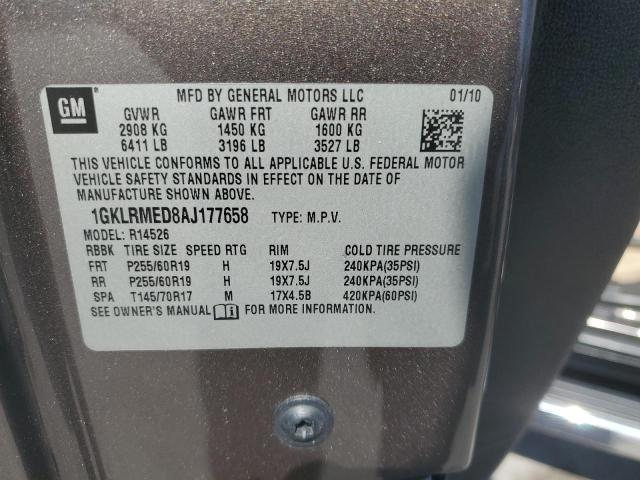 GM
MFD BY GENERAL MOTORS LLC 01/10
GVWR GAWR FRT GAWR RR
2908 KG 1450 KG 1600 KG
6411 LB 3196 LB 3527 LB
THIS VEHICLE CONFORMS TO ALL APPLICABLE U.S. FEDERAL MOTOR
VEHICLE SAFETY STANDARDS IN EFFECT ON THE DATE OF
MANUFACTURE SHOWN ABOVE.
1GKLRMED8AJ177658 TYPE: M.P.V.
MODEL: R14526
RBBK TIRE SIZE SPEED RTG RIM COLD TIRE PRESSURE
FRT P255/60R19 H 19X7.5J 240KPA(35PSI)
RR P255/60R19 H 19X7.5J 240KPA(35PSI)
SPA T145/70R17 M 17X4.5B 420KPA(60PSI)
SEE OWNER'S MANUAL FOR MORE INFORMATION.